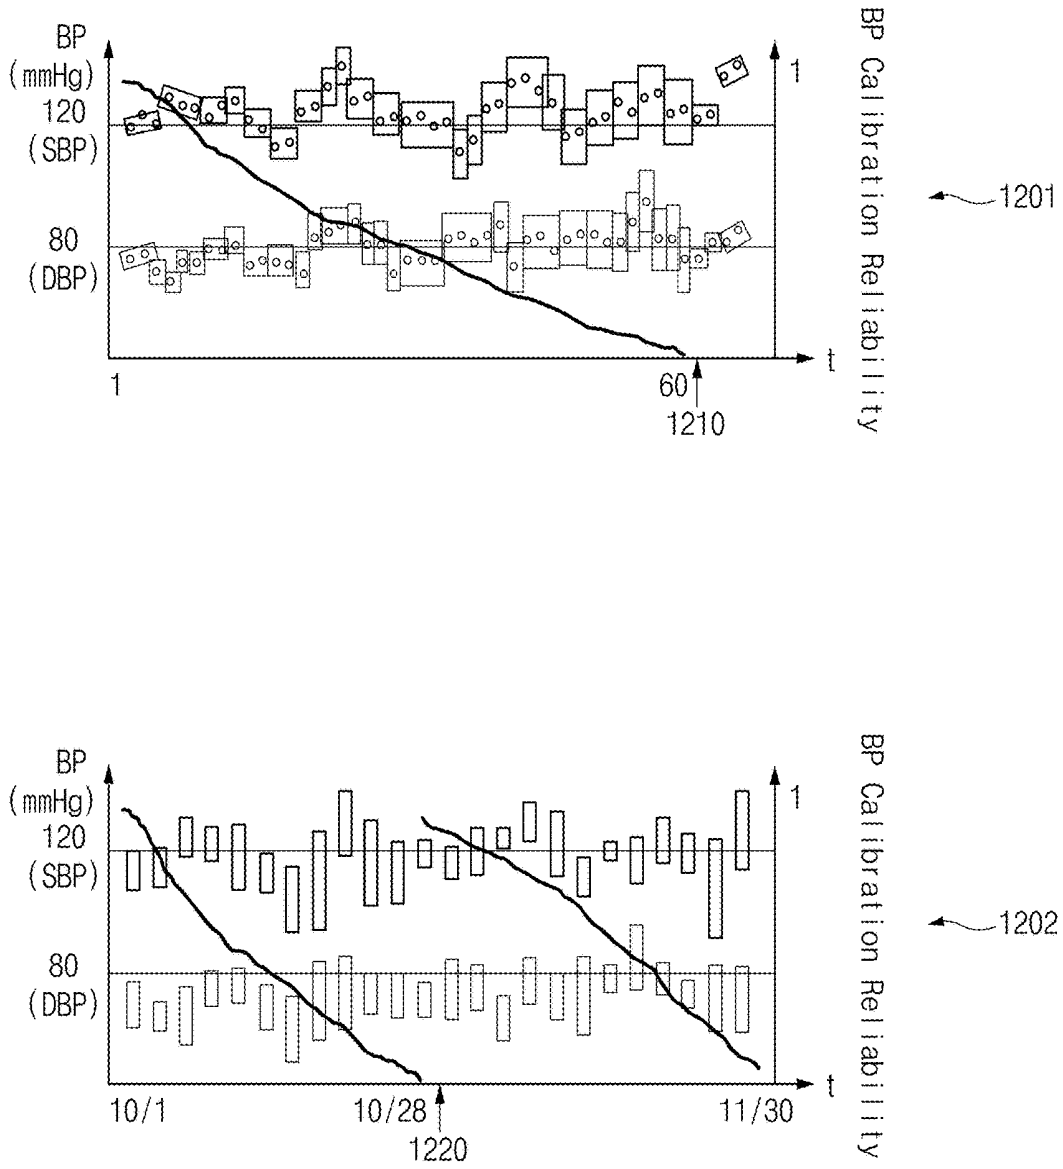 BP
(mmHg)
120
(SBP)
80
(DBP)
1
BP Calibration Reliability
1201
t
1
60
1210
BP
(mmHg)
120
(SBP)
80
(DBP)
1
BP Calibration Reliability
1202
t
10/1
10/28
11/30
1220